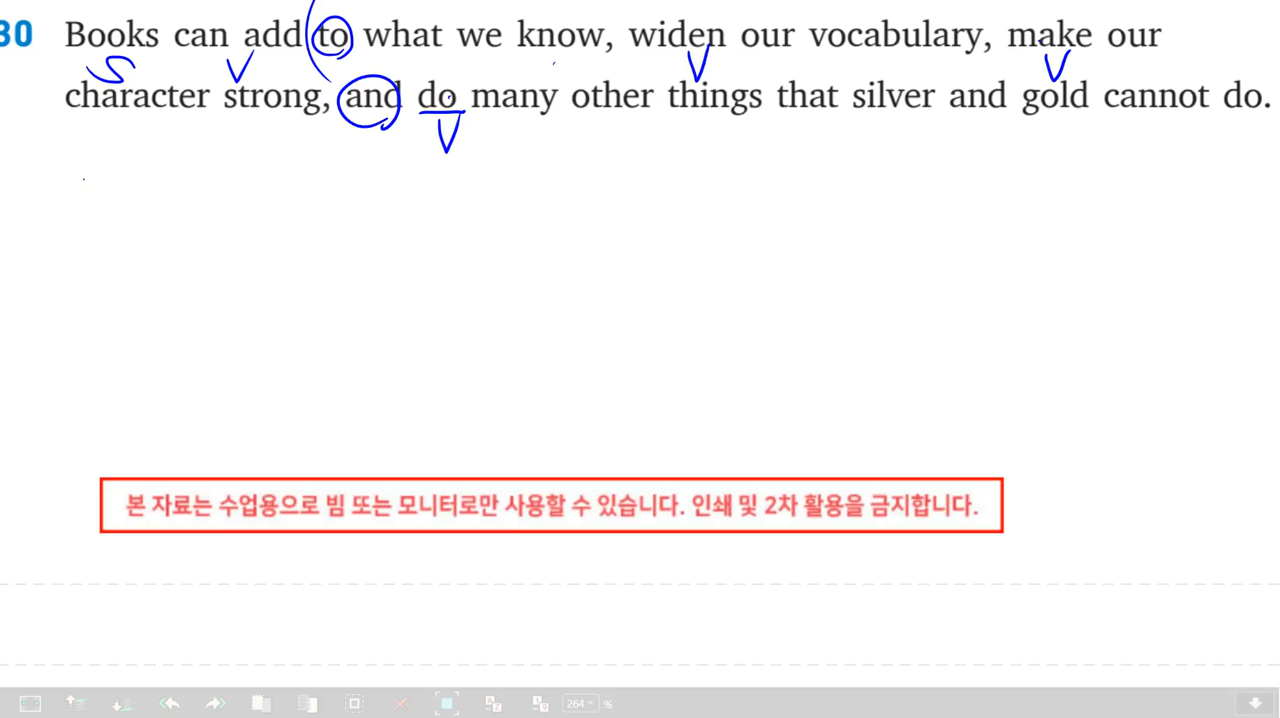 30 Books can add to what we know, widen our vocabulary, make our
S V V V
character strong, and do many other things that silver and gold cannot do.
V
본 자료는 수업용으로 빔 또는 모니터로만 사용할 수 있습니다. 인쇄 및 2차 활용을 금지합니다.
264 %